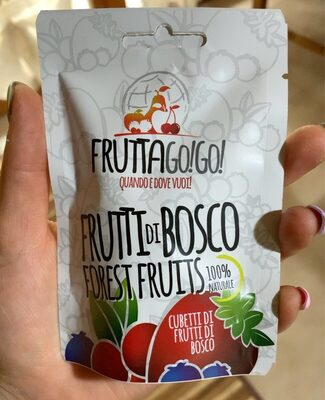 FRUTTAGO!GO!
QUANDO E DOVE VUOI!
FRUTTI DI BOSCO
FOREST FRUITS
100%
NATURALE
CUBETTI DI
FRUTTI DI
BOSCO